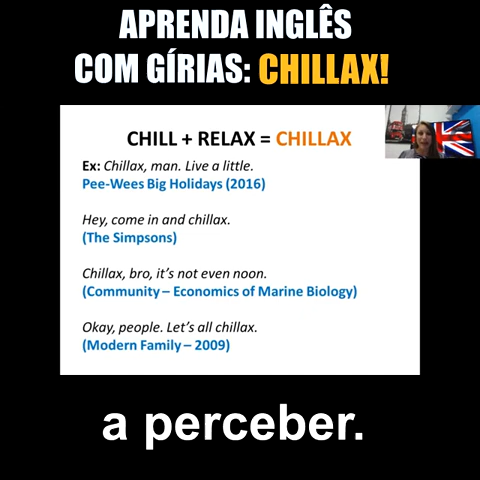 APRENDA INGLÊS
COM GÍRIAS: CHILLAX!
CHILL + RELAX = CHILLAX
Ex: Chillax, man. Live a little.
Pee-Wees Big Holidays (2016)
Hey, come in and chillax.
(The Simpsons)
Chillax, bro, it's not even noon.
(Community – Economics of Marine Biology)
Okay, people. Let's all chillax.
(Modern Family – 2009)
a perceber.